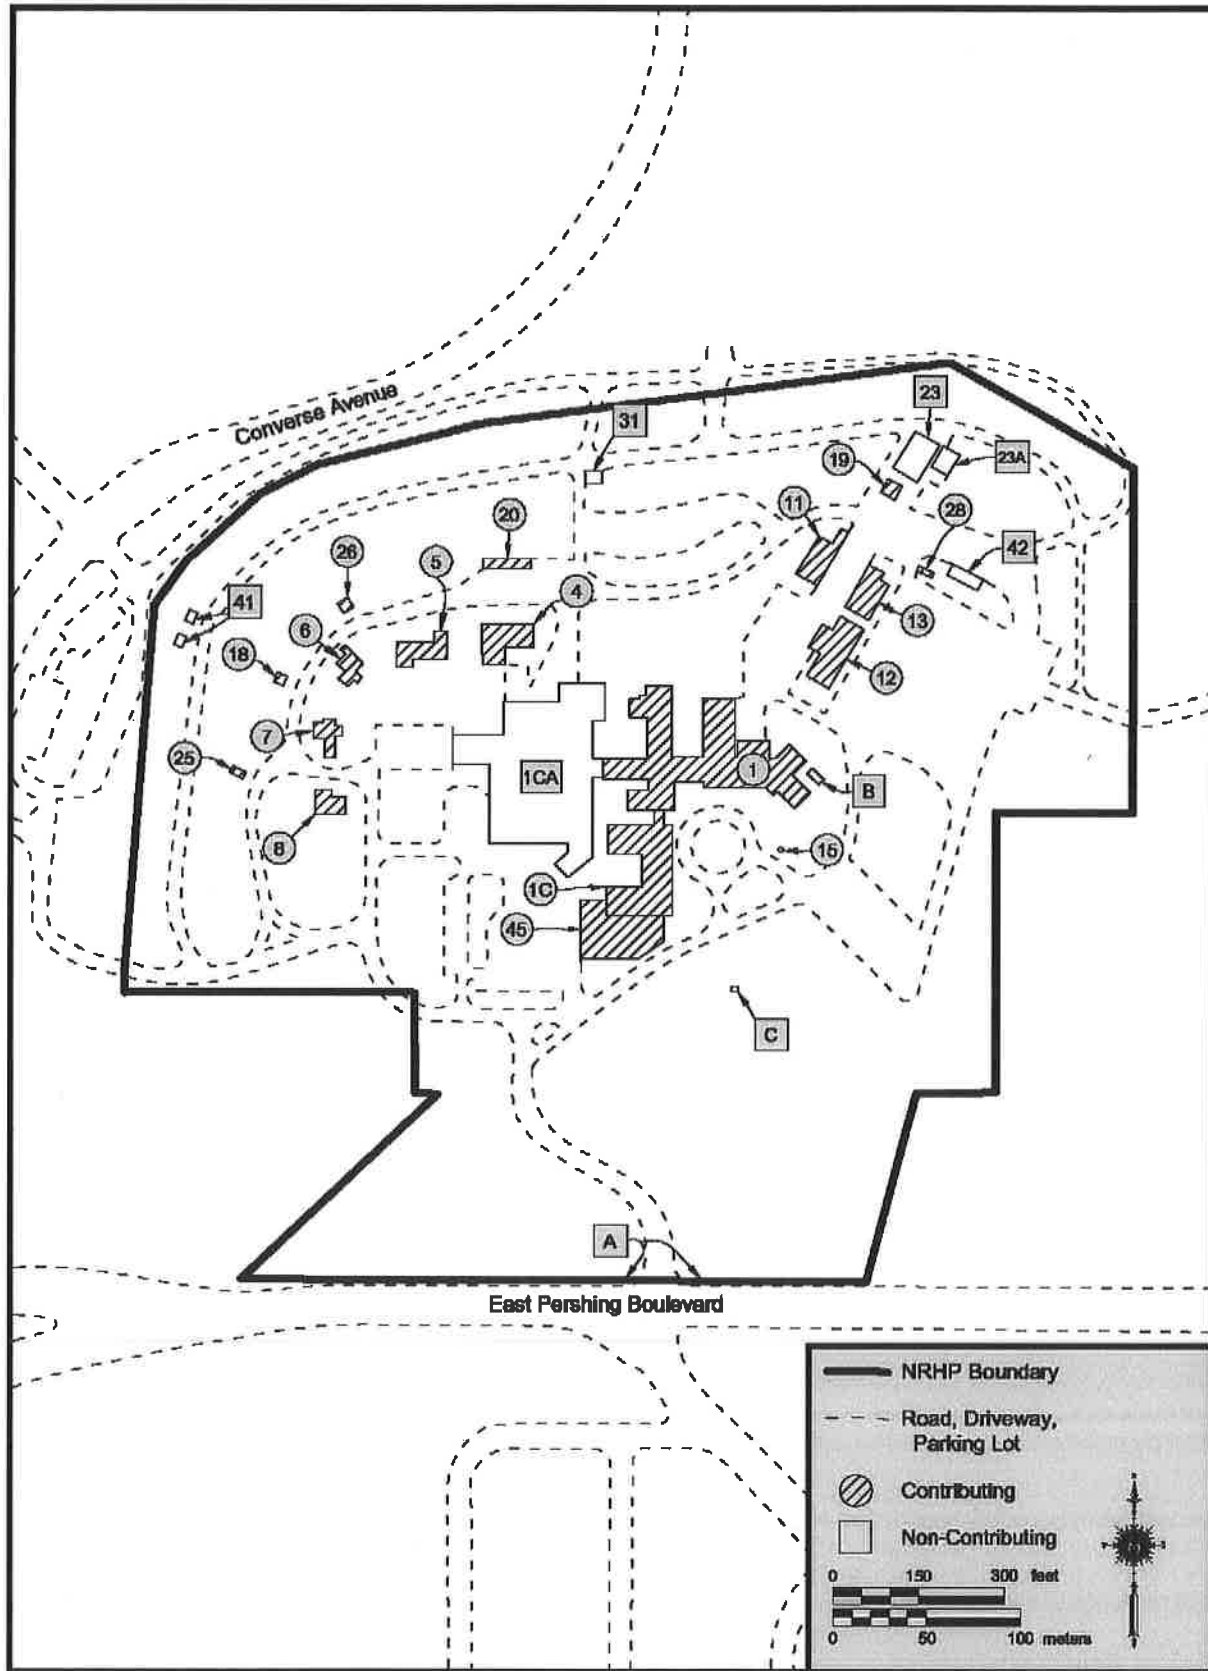 Converse Avenue
23
31
23A
19
11
28
20
42
26
5
4
41
6
13
18
12
7
25
1CA
1
B
8
15
1C
45
C
A
East Pershing Boulevard
NRHP Boundary
Road, Driveway,
Parking Lot
Contributing
Non-Contributing
0 150 300 feet
0 50 100 meters